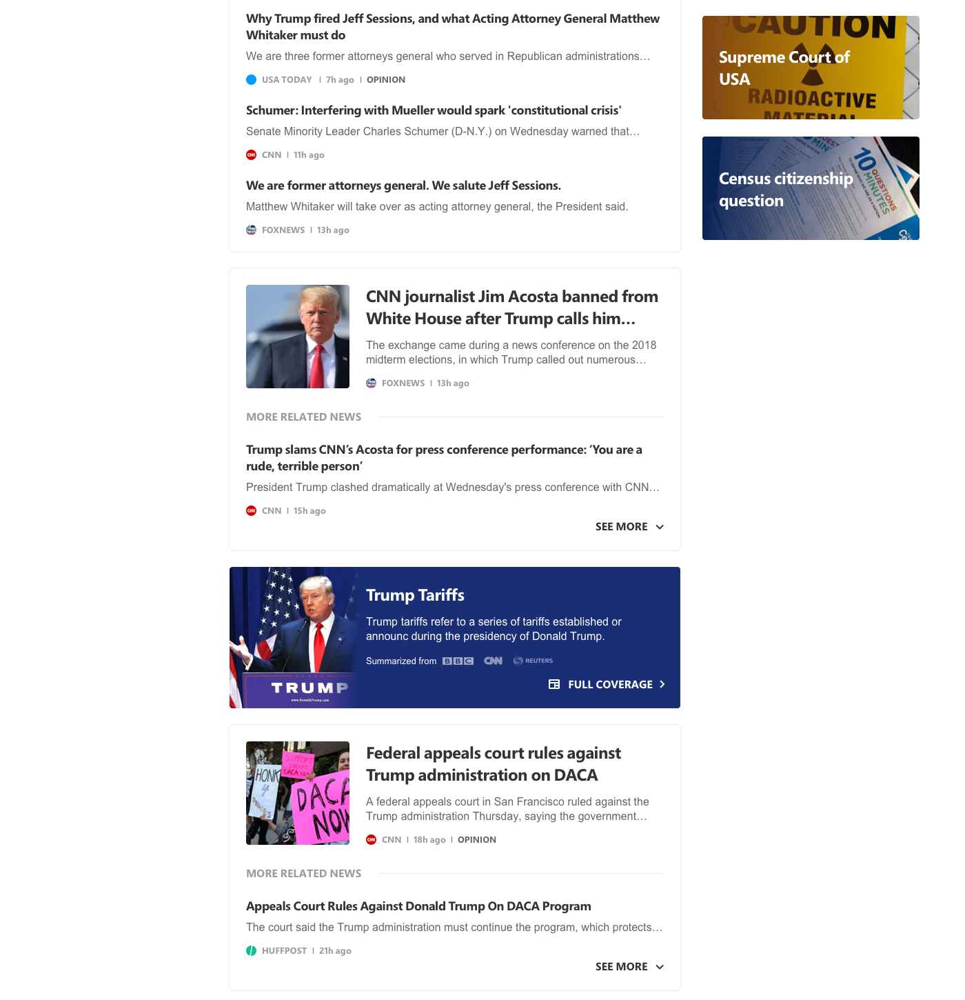 Why Trump fired Jeff Sessions, and what Acting Attorney General Matthew
Whitaker must do
We are three former attorneys general who served in Republican administrations…
USA TODAY | 7h ago | OPINION
Schumer: Interfering with Mueller would spark 'constitutional crisis'
Senate Minority Leader Charles Schumer (D-N.Y.) on Wednesday warned that…
CNN | 11h ago
We are former attorneys general. We salute Jeff Sessions.
Matthew Whitaker will take over as acting attorney general, the President said.
FOXNEWS | 13h ago
CNN journalist Jim Acosta banned from
White House after Trump calls him…
The exchange came during a news conference on the 2018
midterm elections, in which Trump called out numerous…
FOXNEWS | 13h ago
MORE RELATED NEWS
Trump slams CNN’s Acosta for press conference performance: ‘You are a
rude, terrible person’
President Trump clashed dramatically at Wednesday's press conference with CNN…
CNN | 15h ago
SEE MORE
Trump Tariffs
Trump tariffs refer to a series of tariffs established or
announc during the presidency of Donald Trump.
Summarized from BBC CNN REUTERS
FULL COVERAGE
TRUMP
www.DonaldTrump.com
Federal appeals court rules against
Trump administration on DACA
A federal appeals court in San Francisco ruled against the
Trump administration Thursday, saying the government…
CNN | 18h ago | OPINION
HONK
4
SUPPORT
DACA NOW
DACA
NOW
MORE RELATED NEWS
Appeals Court Rules Against Donald Trump On DACA Program
The court said the Trump administration must continue the program, which protects…
HUFFPOST | 21h ago
SEE MORE
CAUTION
Supreme Court of
USA
RADIOACTIVE
MATERIAL
Census citizenship
question
10
QUESTIONS
MINUTES